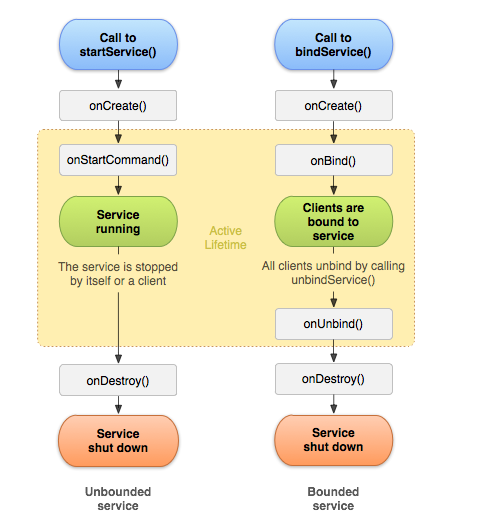 Call to
startService()
onCreate()
onStartCommand()
Service
running
The service is stopped
by itself or a client
onDestroy()
Service
shut down
Unbounded
service
Active
Lifetime
Call to
bindService()
onCreate()
onBind()
Clients are
bound to
service
All clients unbind by calling
unbindService()
onUnbind()
onDestroy()
Service
shut down
Bounded
service